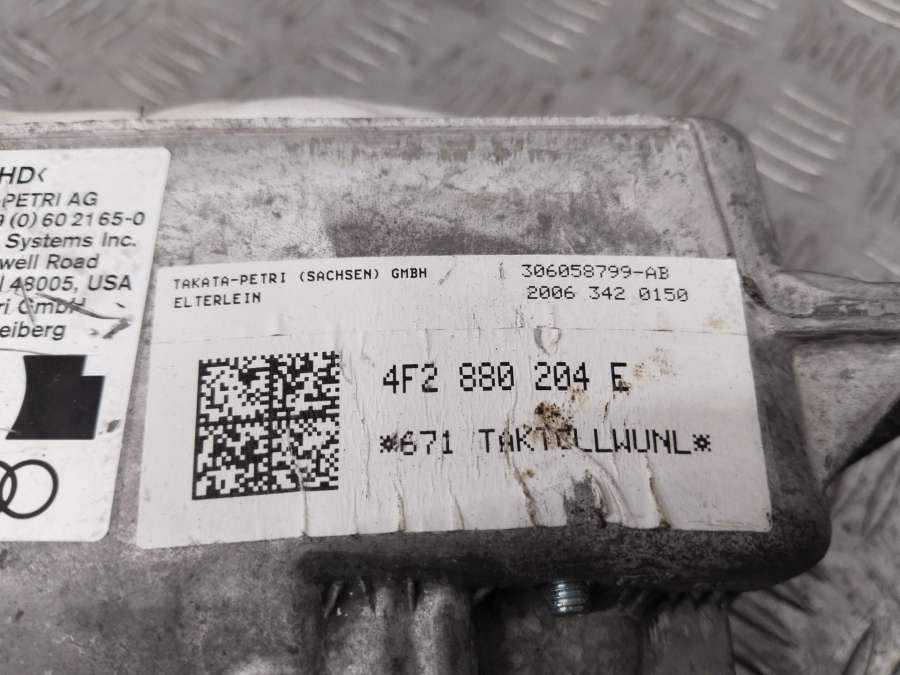 HD<
-PETRI AG
9 (0) 60 21 65-0
Systems Inc.
well Road
48005, USA
ri GmbH
eiberg
TAKATA-PETRI (SACHSEN) GMBH
ELTERLEIN
306058799-AB
2006 342 0150
4F2 880 204 E
*671